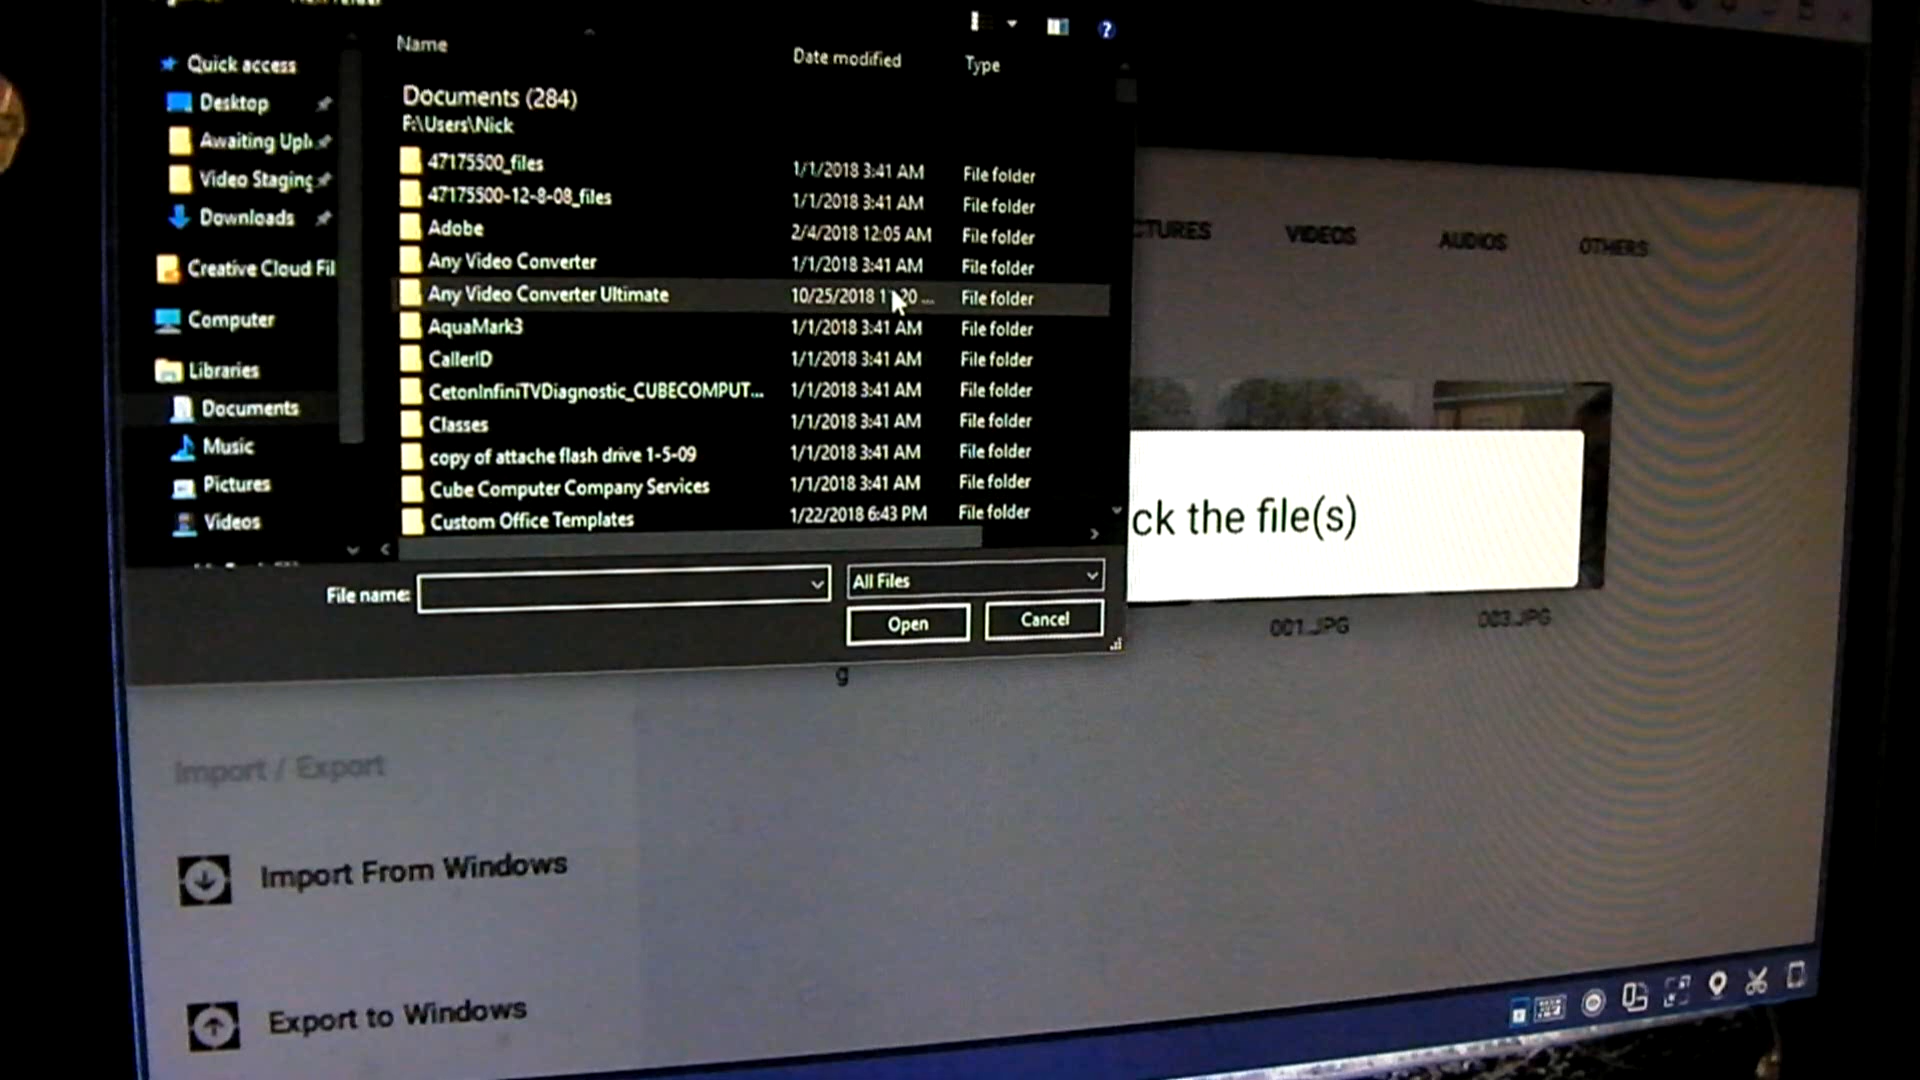 Name
Date modified
Type
Quick access
Desktop
Awaiting Upl
Video Staging
Downloads
Creative Cloud Fil
Computer
Libraries
Documents
Music
Pictures
Videos
Documents (284)
F:\Users\Nick
47175500_files 1/1/2018 3:41 AM File folder
47175500-12-8-08_files 1/1/2018 3:41 AM File folder
Adobe 2/4/2018 12:05 AM File folder
Any Video Converter 1/1/2018 3:41 AM File folder
Any Video Converter Ultimate 10/25/2018 1 20 ... File folder
AquaMark3 1/1/2018 3:41 AM File folder
CallerID 1/1/2018 3:41 AM File folder
CetonInfiniTVDiagnostic_CUBECOMPUT... 1/1/2018 3:41 AM File folder
Classes 1/1/2018 3:41 AM File folder
copy of attache flash drive 1-5-09 1/1/2018 3:41 AM File folder
Cube Computer Company Services 1/1/2018 3:41 AM File folder
Custom Office Templates 1/22/2018 6:43 PM File folder
File name:
All Files
Open
Cancel
CTURES
VIDEOS
AUDIOS
OTHERS
ck the file(s)
001.JPG
003.JPG
g
Import / Export
Import From Windows
Export to Windows